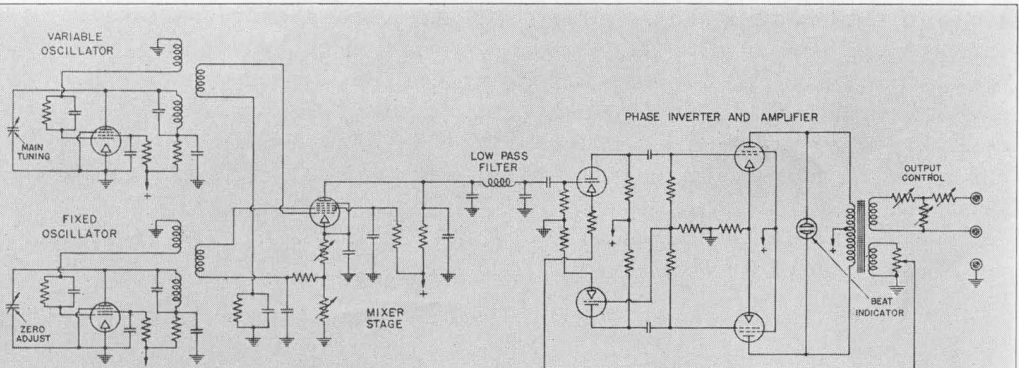 VARIABLE
OSCILLATOR
MAIN
TUNING
FIXED
OSCILLATOR
ZERO
ADJUST
MIXER
STAGE
LOW PASS
FILTER
PHASE INVERTER AND AMPLIFIER
OUTPUT
CONTROL
BEAT
INDICATOR